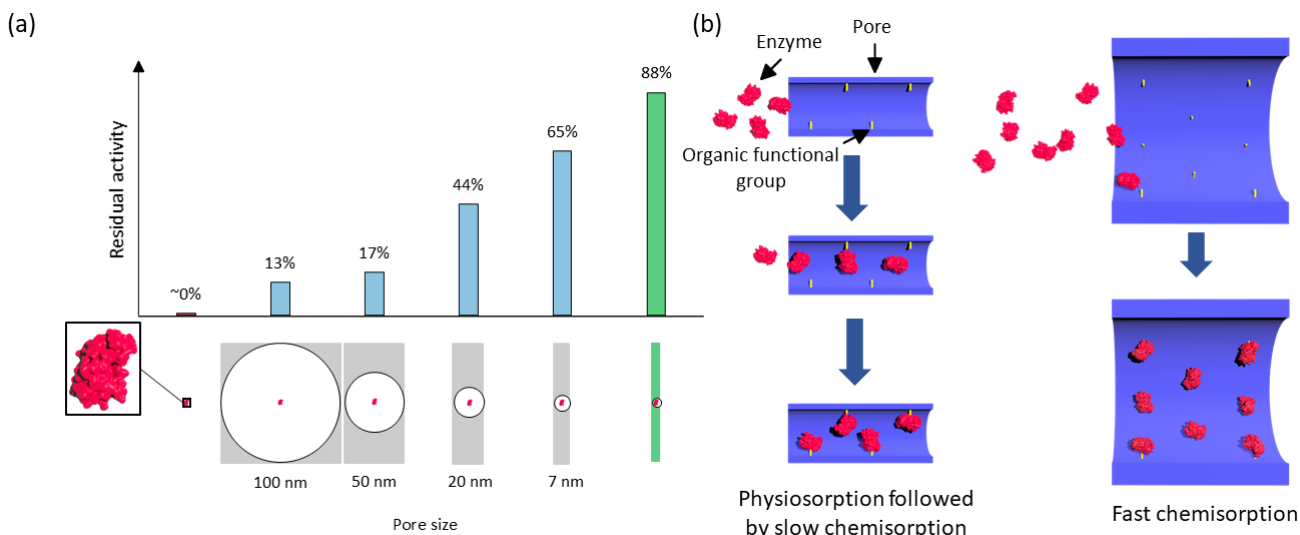 (a)
Residual activity
~0%
13%
17%
44%
65%
88%
100 nm
50 nm
20 nm
7 nm
Pore size
(b)
Enzyme
Pore
Organic functional
group
Physiosorption followed
by slow chemisorption
Fast chemisorption